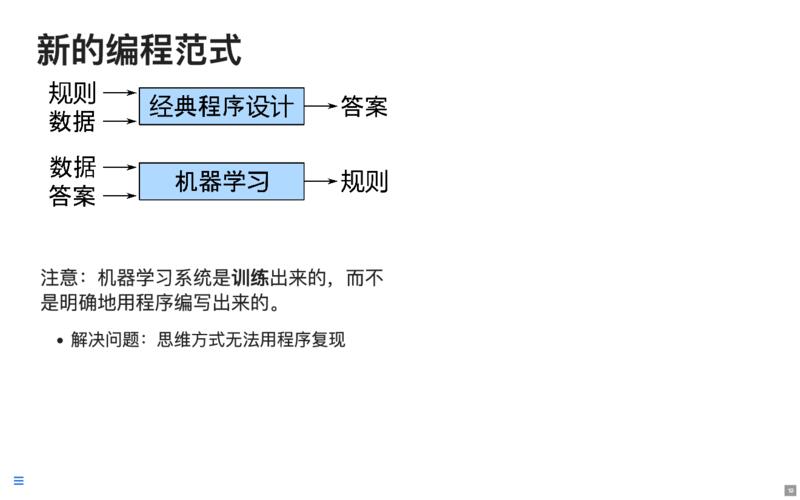 新的编程范式
规则
数据
经典程序设计
答案
数据
答案
机器学习
规则
注意：机器学习系统是训练出来的，而不
是明确地用程序编写出来的。
• 解决问题：思维方式无法用程序复现